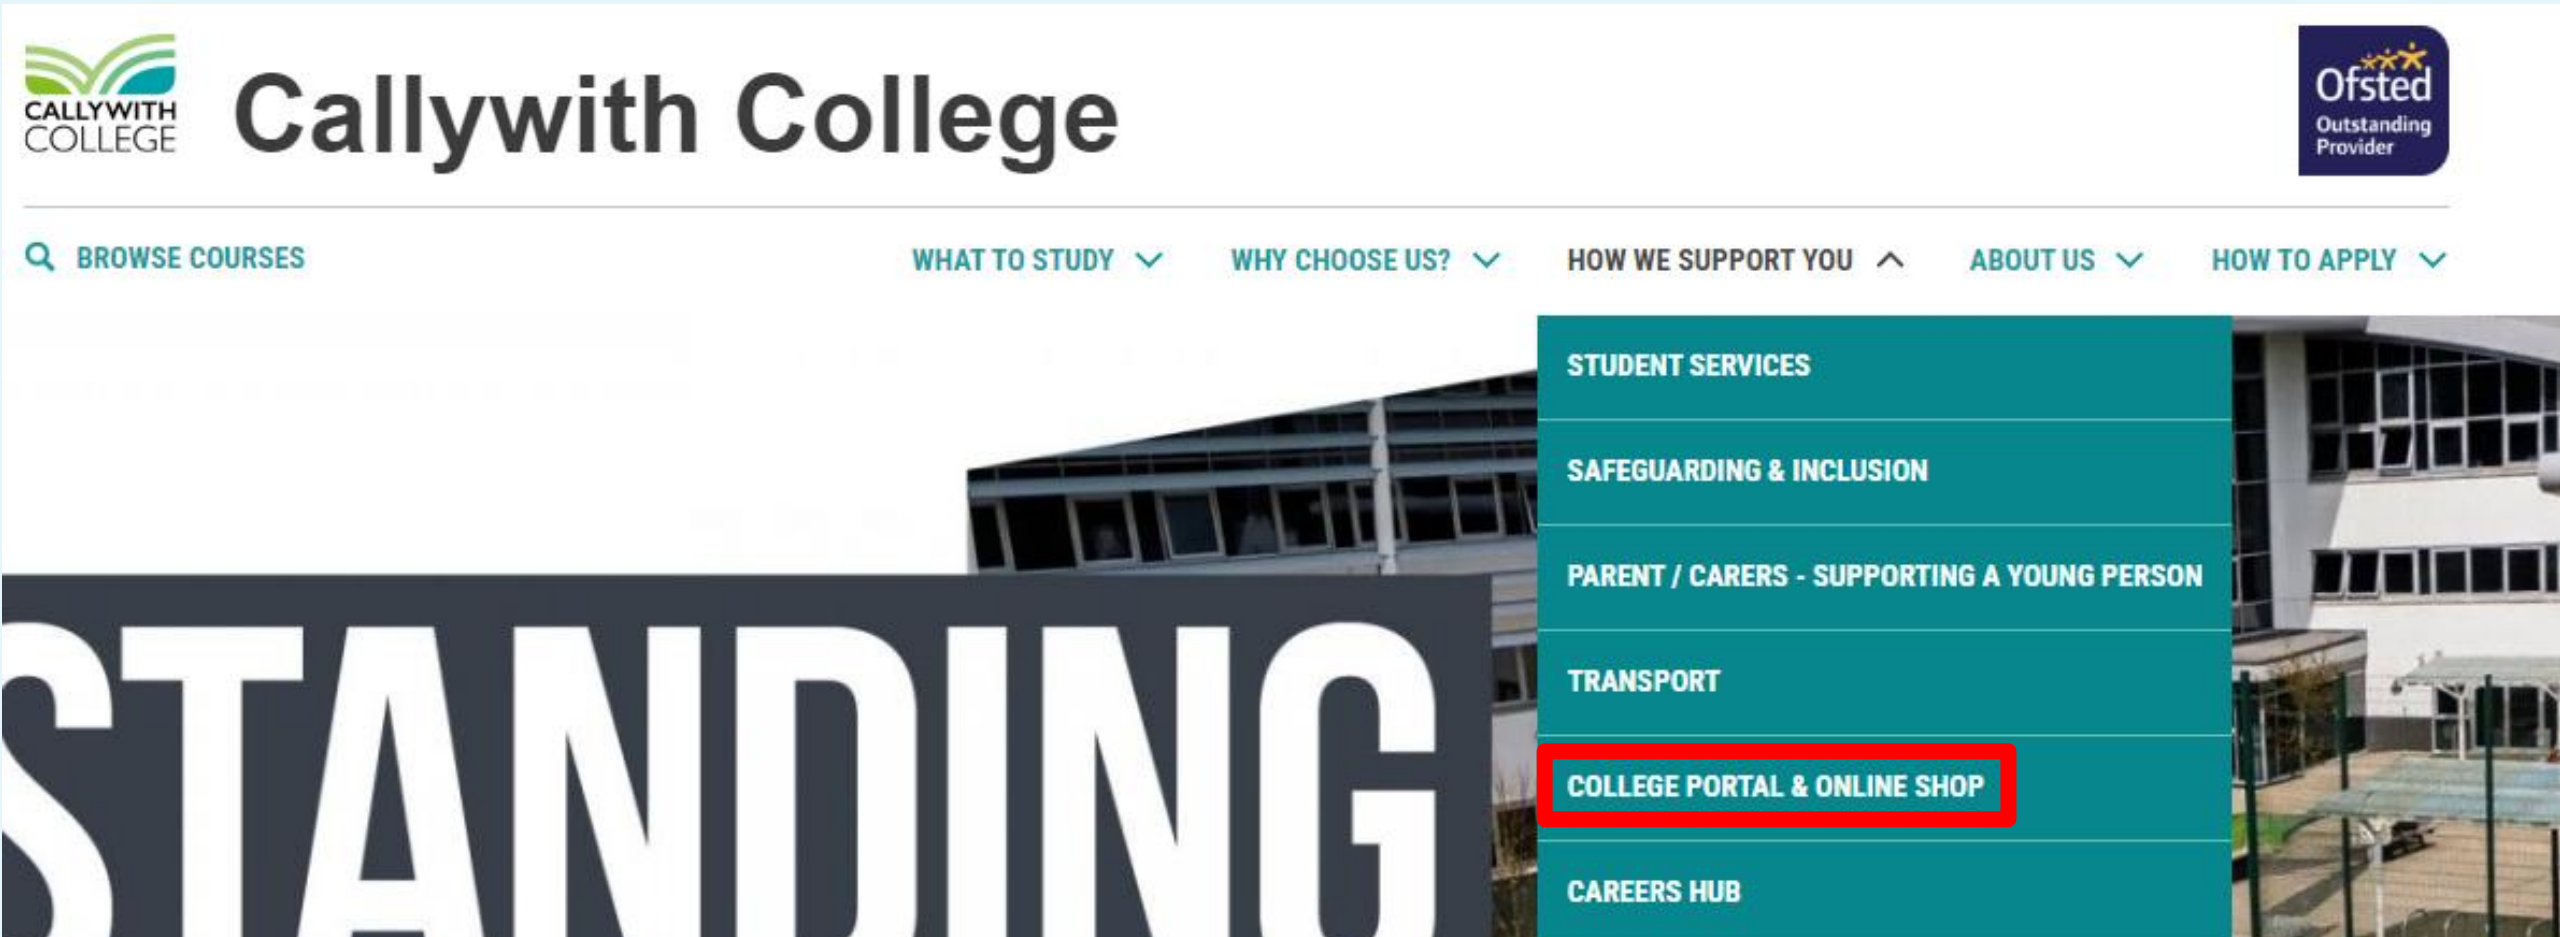 CALLYWITH
COLLEGE
Callywith College
Ofsted
Outstanding
Provider
BROWSE COURSES
WHAT TO STUDY
WHY CHOOSE US?
HOW WE SUPPORT YOU
ABOUT US
HOW TO APPLY
STUDENT SERVICES
SAFEGUARDING & INCLUSION
PARENT / CARERS - SUPPORTING A YOUNG PERSON
TRANSPORT
COLLEGE PORTAL & ONLINE SHOP
CAREERS HUB
STANDING